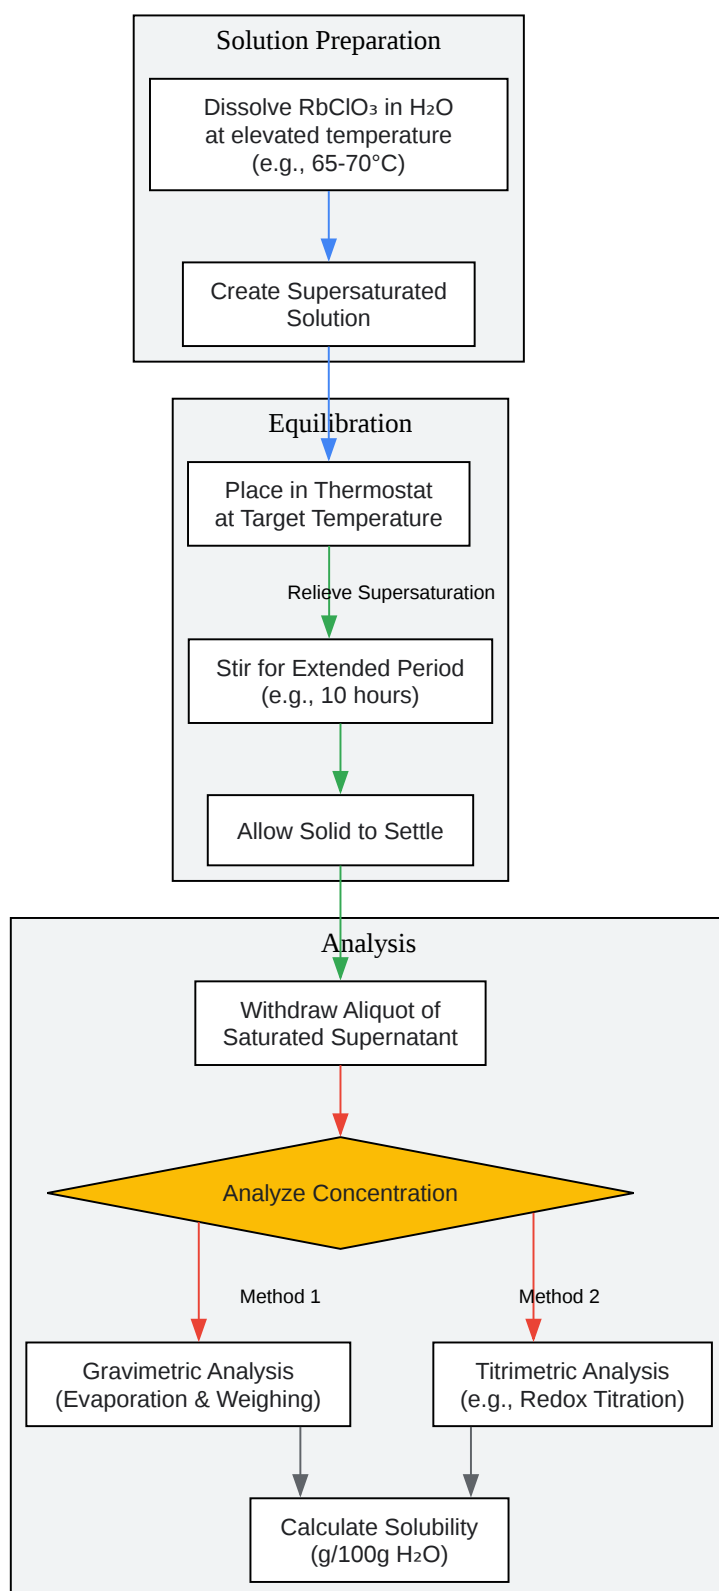 Solution Preparation
Dissolve RbClO₃ in H₂O
at elevated temperature
(e.g., 65-70°C)
Create Supersaturated
Solution
Equilibration
Place in Thermostat
at Target Temperature
Relieve Supersaturation
Stir for Extended Period
(e.g., 10 hours)
Allow Solid to Settle
Analysis
Withdraw Aliquot of
Saturated Supernatant
Analyze Concentration
Method 1
Method 2
Gravimetric Analysis
(Evaporation & Weighing)
Titrimetric Analysis
(e.g., Redox Titration)
Calculate Solubility
(g/100g H₂O)